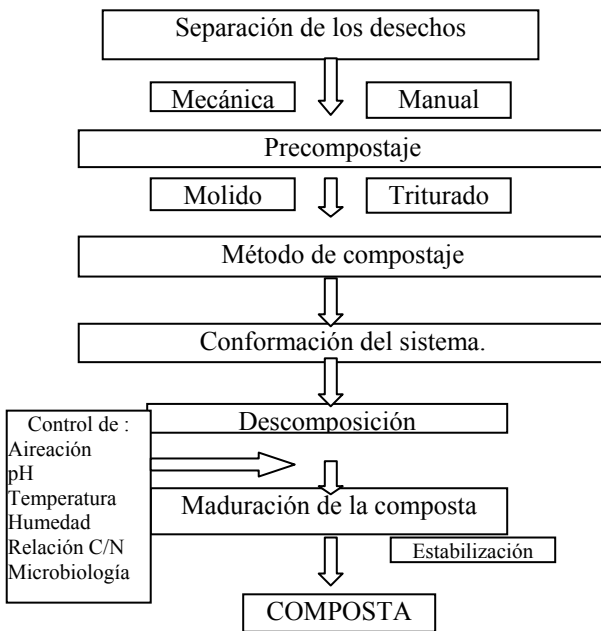 Separación de los desechos
Mecánica
Manual
Precompostaje
Molido
Triturado
Método de compostaje
Conformación del sistema.
Descomposición
Control de :
Aireación
pH
Temperatura
Humedad
Relación C/N
Microbiología
Maduración de la composta
Estabilización
COMPOSTA